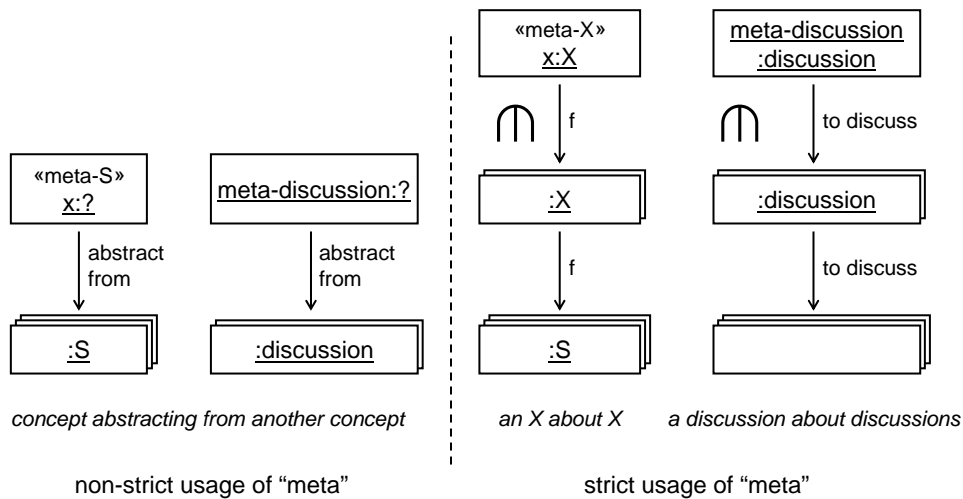 «meta-X»
x:X
meta-discussion
:discussion
f
to discuss
«meta-S»
x:?
meta-discussion:?
:X
:discussion
abstract
from
abstract
from
f
to discuss
:S
:discussion
:S
concept abstracting from another concept
an X about X
a discussion about discussions
non-strict usage of “meta”
strict usage of “meta”